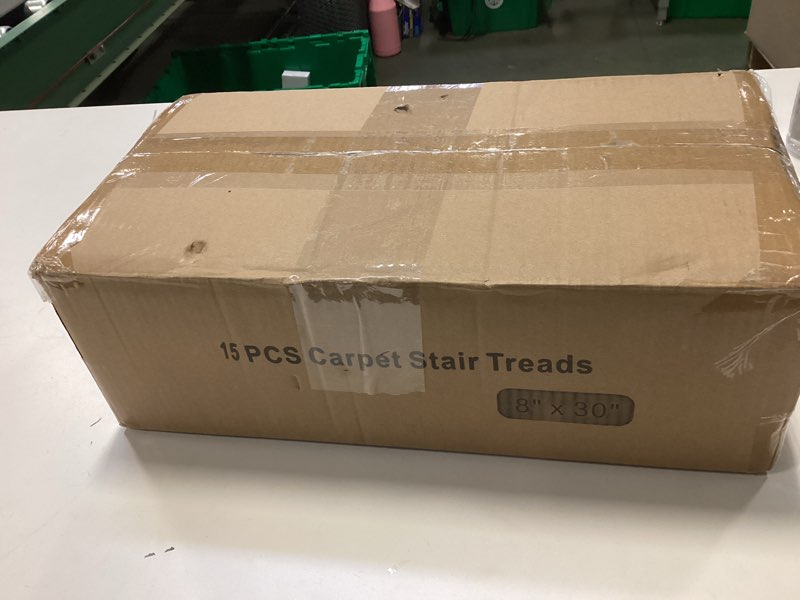 15 PCS Carpet Stair Treads
8" x 30"